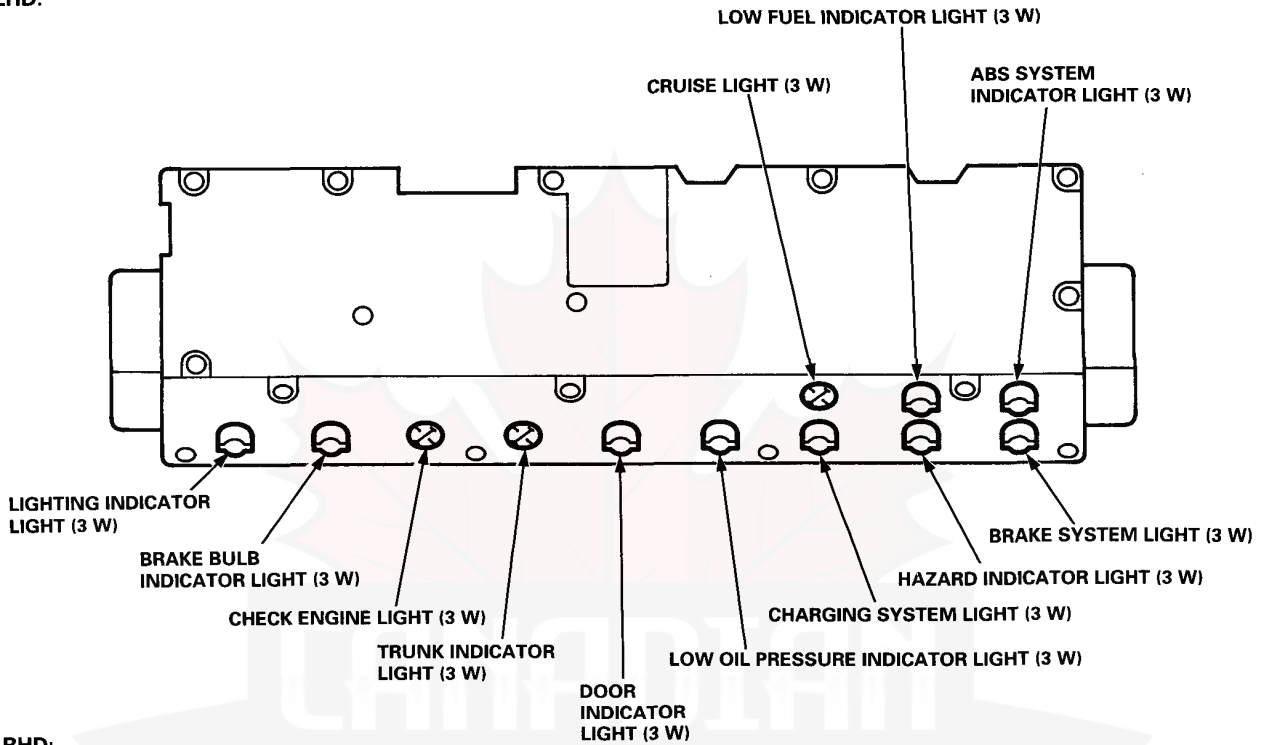 LHD:
LOW FUEL INDICATOR LIGHT (3 W)
CRUISE LIGHT (3 W)
ABS SYSTEM
INDICATOR LIGHT (3 W)
LIGHTING INDICATOR
LIGHT (3 W)
BRAKE BULB
INDICATOR LIGHT (3 W)
CHECK ENGINE LIGHT (3 W)
TRUNK INDICATOR
LIGHT (3 W)
DOOR
INDICATOR
LIGHT (3 W)
LOW OIL PRESSURE INDICATOR LIGHT (3 W)
CHARGING SYSTEM LIGHT (3 W)
HAZARD INDICATOR LIGHT (3 W)
BRAKE SYSTEM LIGHT (3 W)
CANADIAN
RHD: